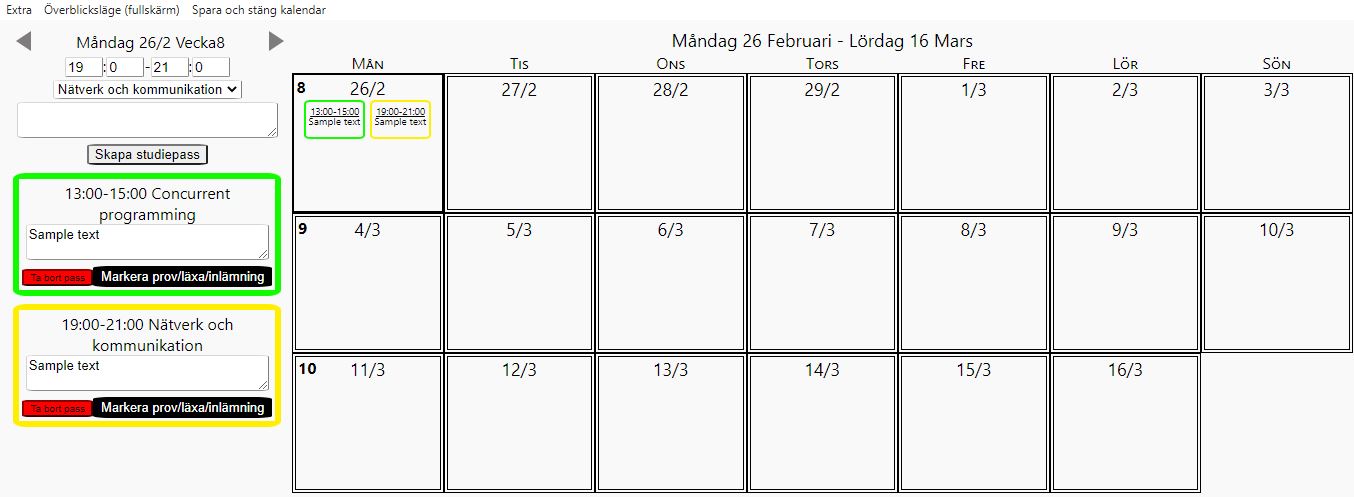 Extra Överblicksläge (fullskärm) Spara och stäng kalendar
Måndag 26/2 Vecka8
19 : 0 - 21 : 0
Nätverk och kommunikation
Skapa studiepass
13:00-15:00 Concurrent
programming
Sample text
Ta bort pass Markera prov/läxa/inlämning
19:00-21:00 Nätverk och
kommunikation
Sample text
Ta bort pass Markera prov/läxa/inlämning
Måndag 26 Februari - Lördag 16 Mars
Mån Tis Ons Tors Fre Lör Sön
8 26/2 27/2 28/2 29/2 1/3 2/3 3/3
13:00-15:00 19:00-21:00
Sample text Sample text
9 4/3 5/3 6/3 7/3 8/3 9/3 10/3
10 11/3 12/3 13/3 14/3 15/3 16/3